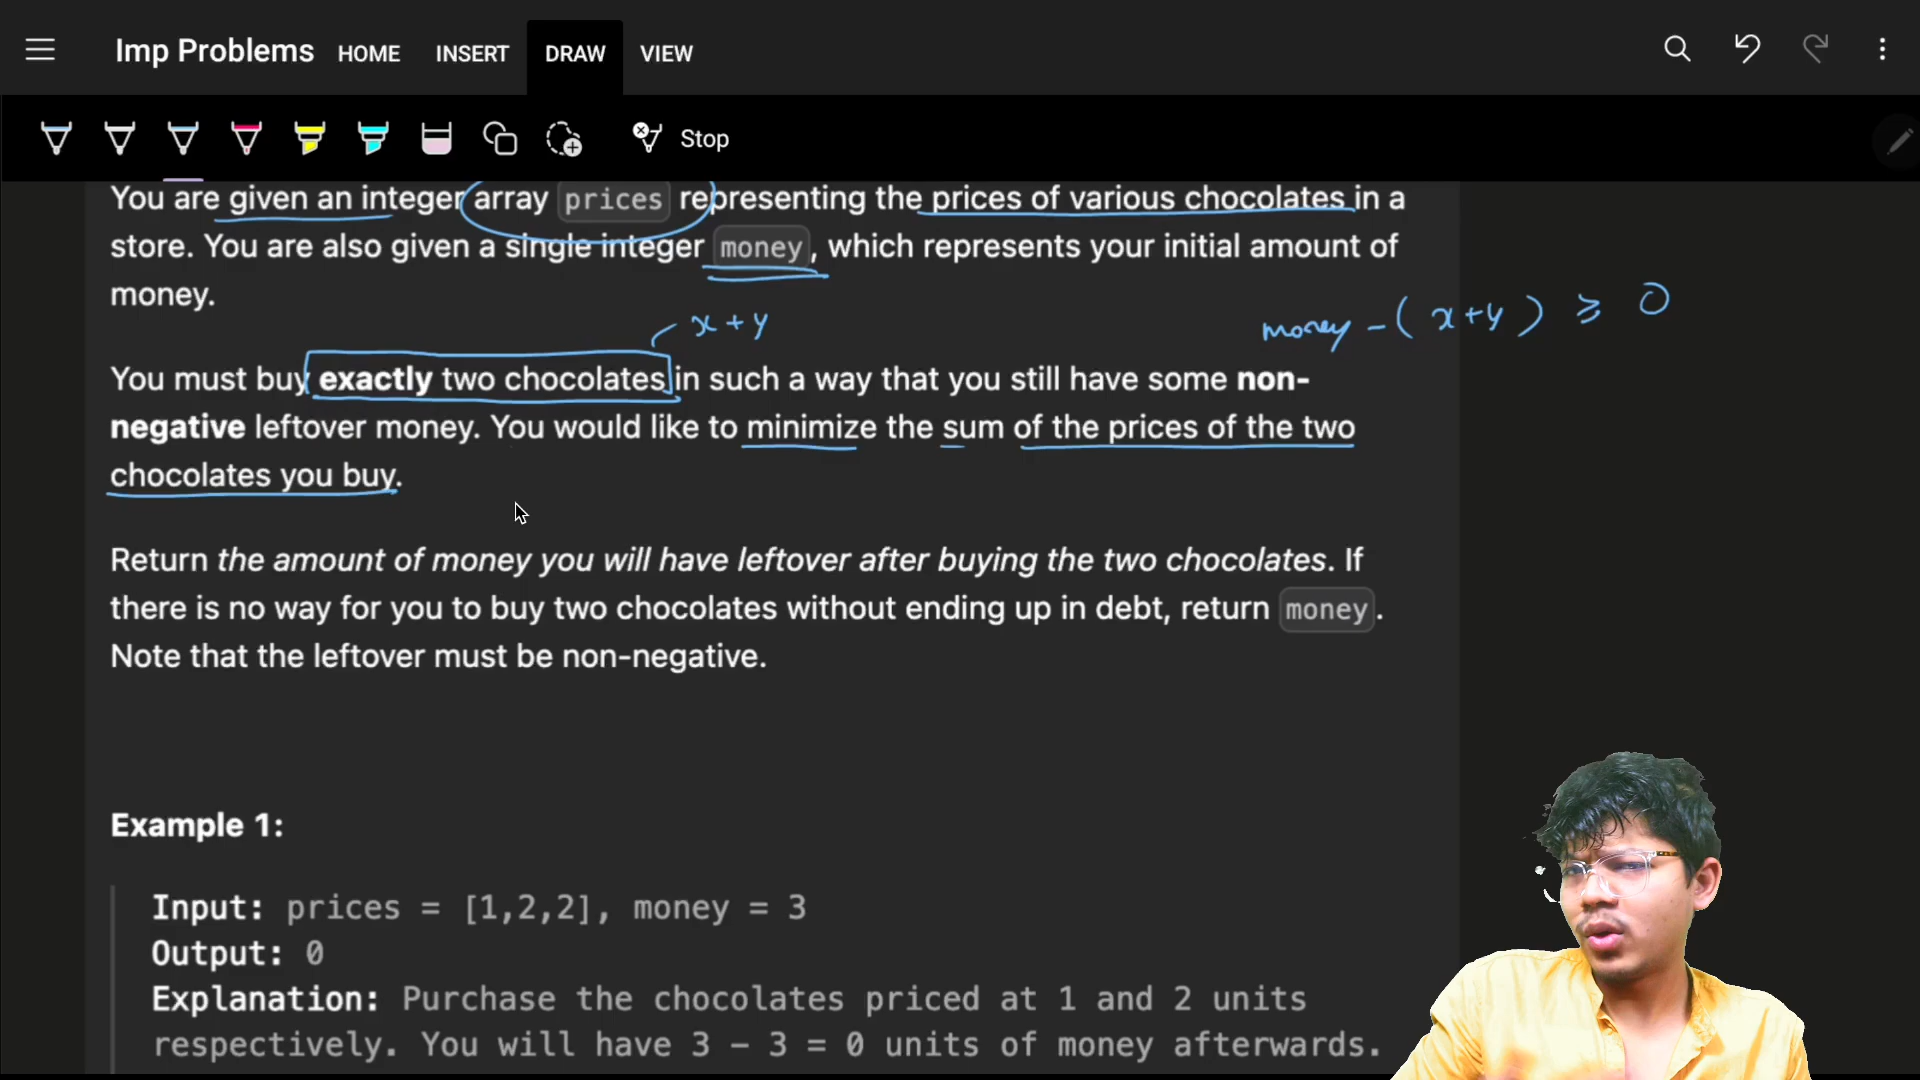 Imp Problems HOME INSERT DRAW VIEW
Stop
You are given an integer array prices representing the prices of various chocolates in a
store. You are also given a single integer money, which represents your initial amount of
money.
x + y
money - ( x + y ) ≥ 0
You must buy exactly two chocolates in such a way that you still have some non-
negative leftover money. You would like to minimize the sum of the prices of the two
chocolates you buy.
Return the amount of money you will have leftover after buying the two chocolates. If
there is no way for you to buy two chocolates without ending up in debt, return money.
Note that the leftover must be non-negative.
Example 1:
Input: prices = [1,2,2], money = 3
Output: 0
Explanation: Purchase the chocolates priced at 1 and 2 units
respectively. You will have 3 - 3 = 0 units of money afterwards.